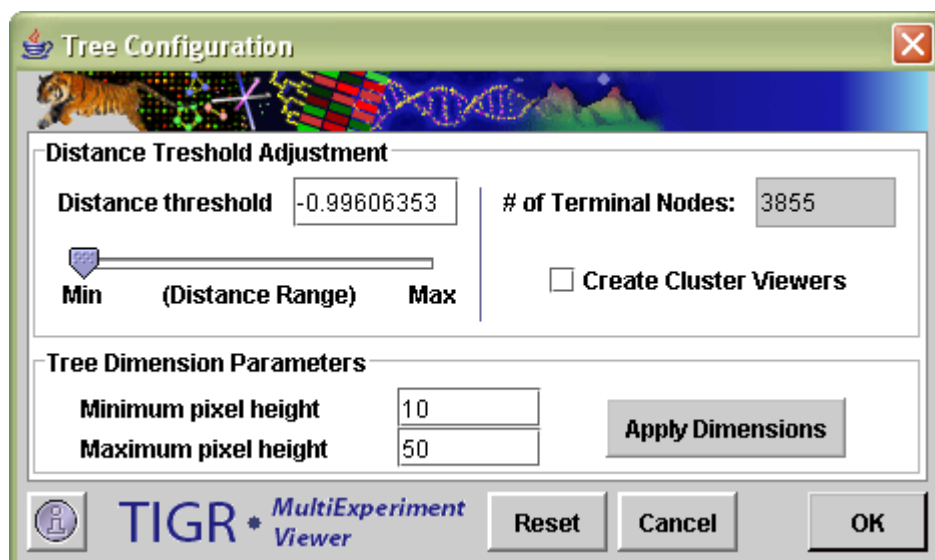 Tree Configuration
Distance Treshold Adjustment
Distance threshold -0.99606353 # of Terminal Nodes: 3855
Create Cluster Viewers
Min (Distance Range) Max
Tree Dimension Parameters
Minimum pixel height 10
Maximum pixel height 50
Apply Dimensions
TIGR • MultiExperiment
Viewer
Reset Cancel OK